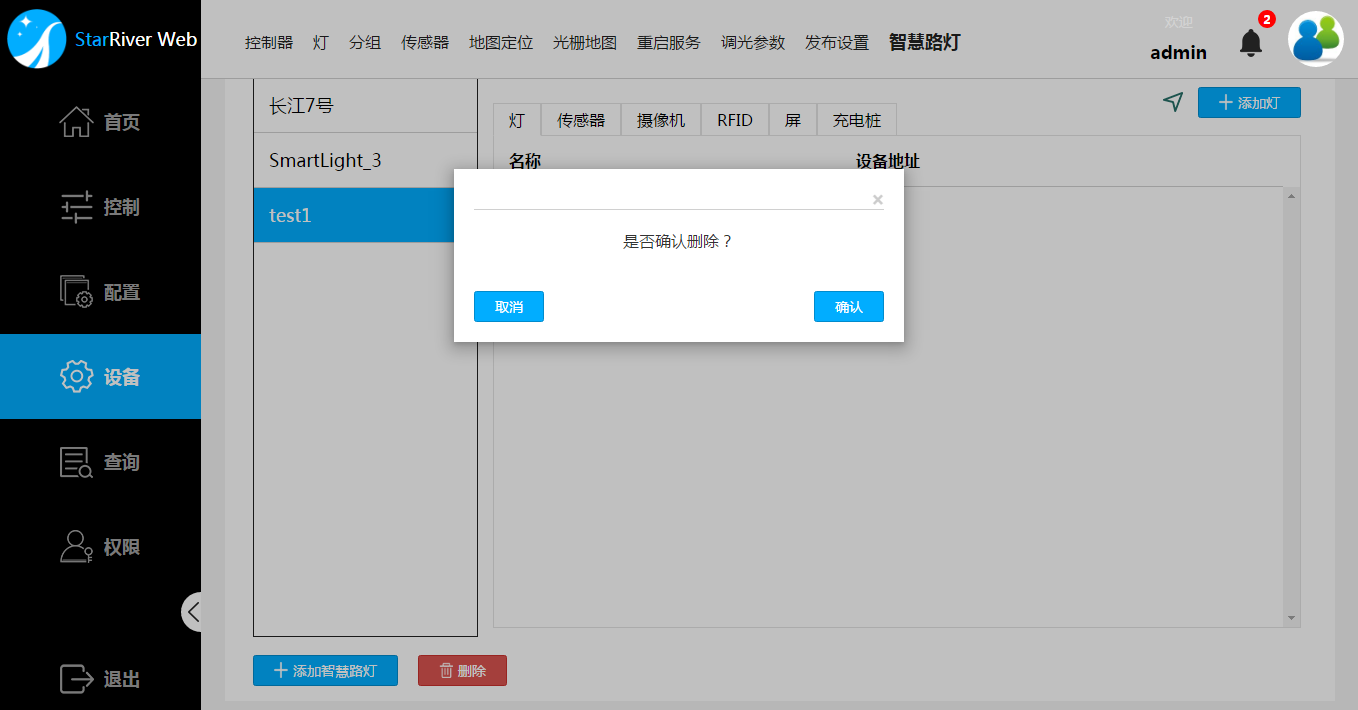 StarRiver Web
首页
控制
配置
设备
查询
权限
退出
控制器 灯 分组 传感器 地图定位 光栅地图 重启服务 调光参数 发布设置 智慧路灯
欢迎
admin
2
长江7号
SmartLight_3
test1
添加灯
灯 传感器 摄像机 RFID 屏 充电桩
名称 设备地址
×
是否确认删除？
取消 确认
添加智慧路灯 删除